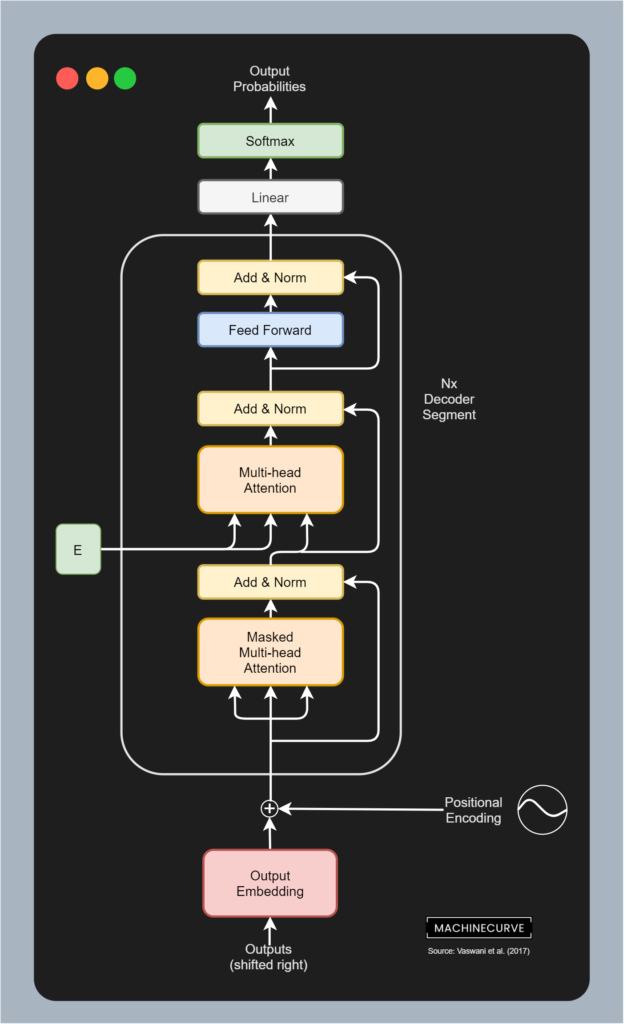 Output
Probabilities
Softmax
Linear
Add & Norm
Feed Forward
Nx
Decoder
Segment
Add & Norm
Multi-head
Attention
E
Add & Norm
Masked
Multi-head
Attention
Positional
Encoding
Output
Embedding
MACHINECURVE
Outputs
(shifted right)
Source: Vaswani et al. (2017)